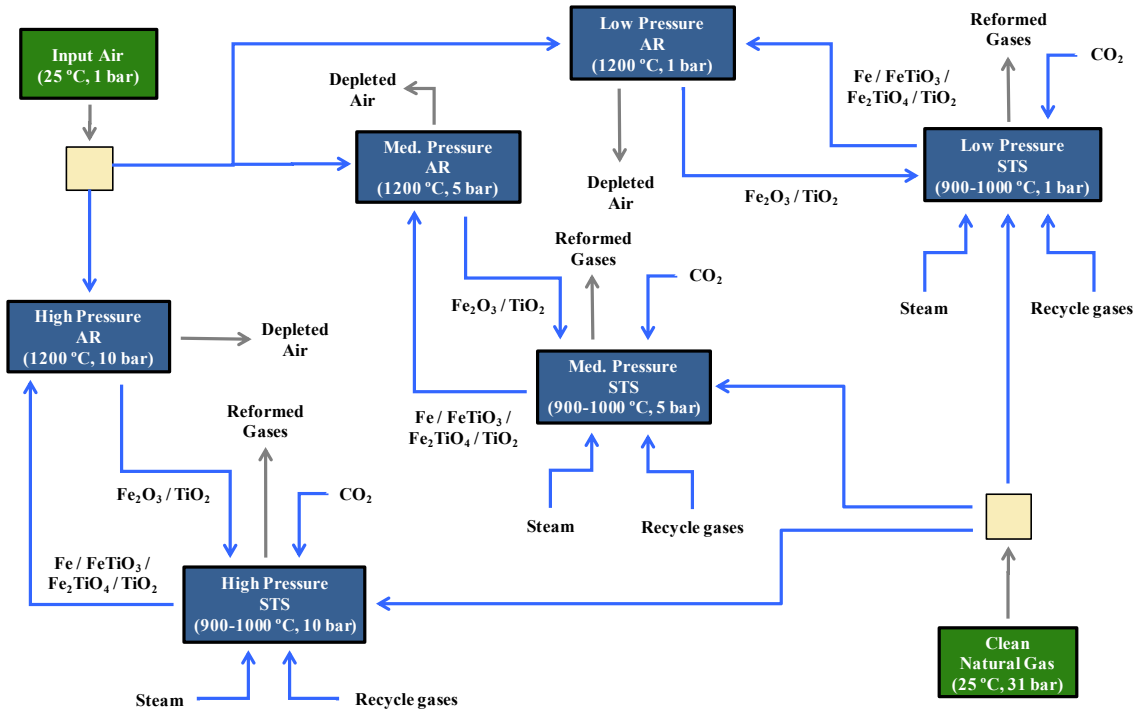 Input Air
(25 °C, 1 bar)
Low Pressure
AR
(1200 °C, 1 bar)
Reformed
Gases
CO₂
Fe / FeTiO₃ /
Fe₂TiO₄ / TiO₂
Depleted
Air
Med. Pressure
AR
(1200 °C, 5 bar)
Low Pressure
STS
(900-1000 °C, 1 bar)
Depleted
Air
Fe₂O₃ / TiO₂
Reformed
Gases
CO₂
Steam
Recycle gases
Fe₂O₃ / TiO₂
High Pressure
AR
(1200 °C, 10 bar)
Depleted
Air
Med. Pressure
STS
(900-1000 °C, 5 bar)
Fe / FeTiO₃ /
Fe₂TiO₄ / TiO₂
Reformed
Gases
Fe₂O₃ / TiO₂
CO₂
Steam
Recycle gases
Fe / FeTiO₃ /
Fe₂TiO₄ / TiO₂
High Pressure
STS
(900-1000 °C, 10 bar)
Clean
Natural Gas
(25 °C, 31 bar)
Steam
Recycle gases